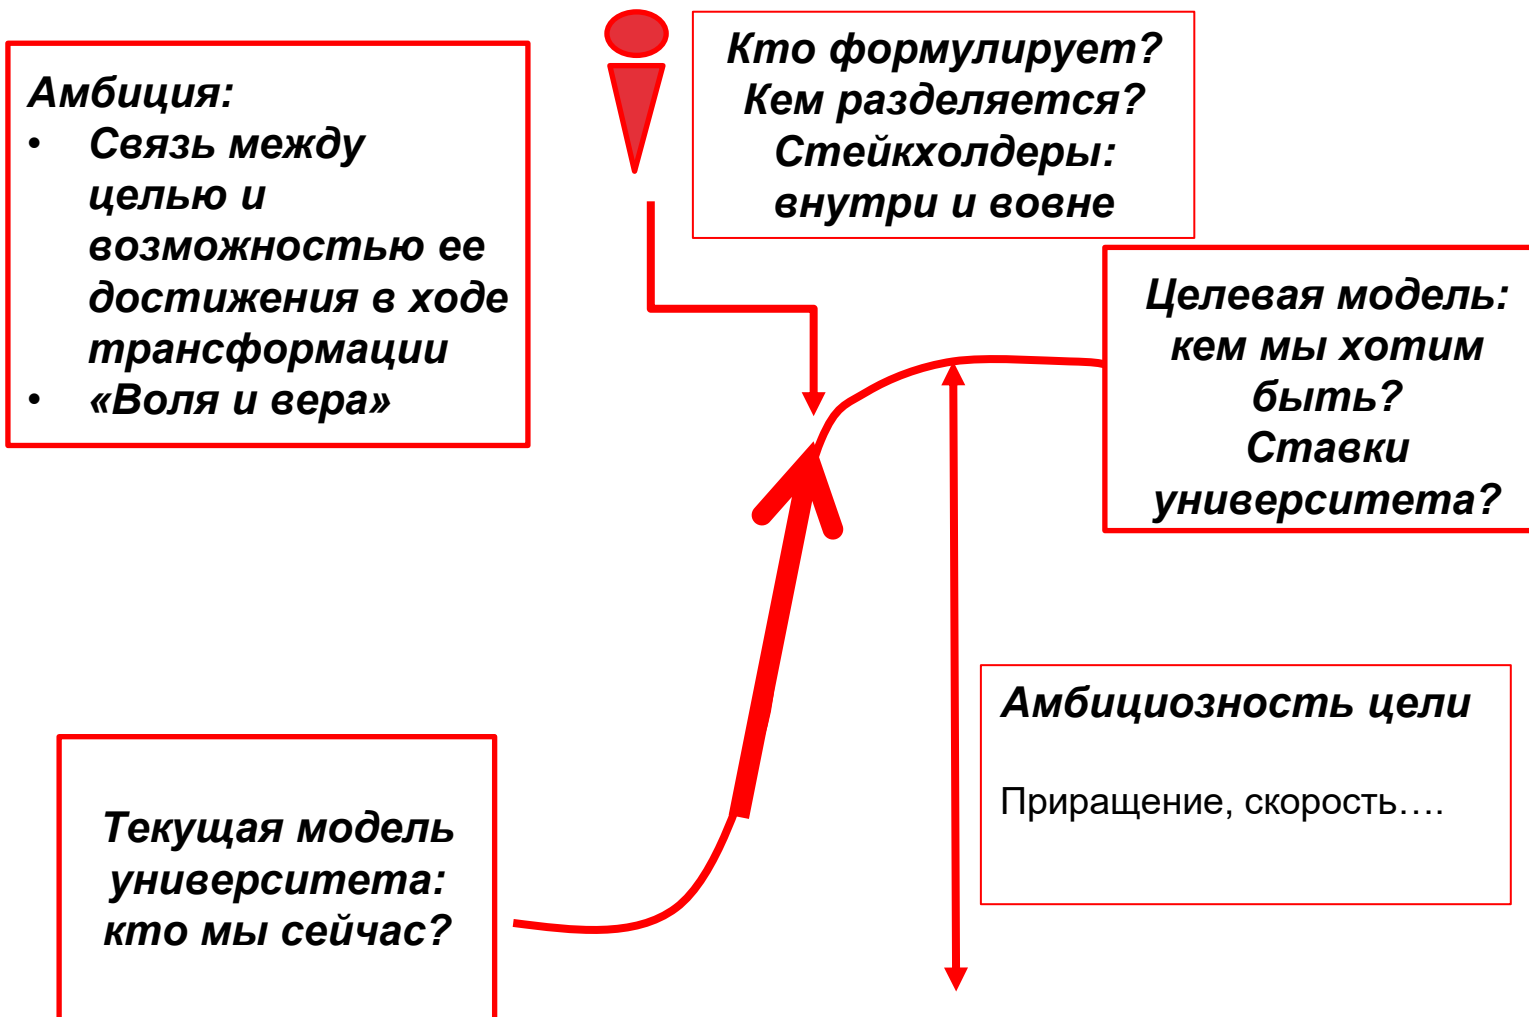 Амбиция:
• Связь между
целью и
возможностью ее
достижения в ходе
трансформации
• «Воля и вера»
Кто формулирует?
Кем разделяется?
Стейкхолдеры:
внутри и вовне
Целевая модель:
кем мы хотим
быть?
Ставки
университета?
Амбициозность цели
Приращение, скорость….
Текущая модель
университета:
кто мы сейчас?